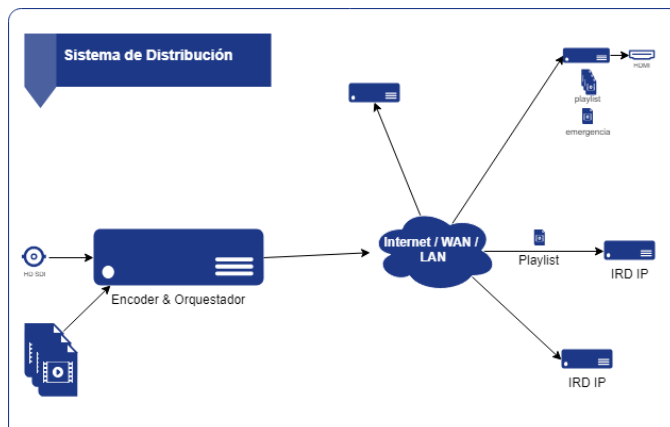 Sistema de Distribución
HDMI
playlist
emergencia
Internet / WAN /
LAN
HD SDI
Playlist
IRD IP
Encoder & Orquestador
IRD IP